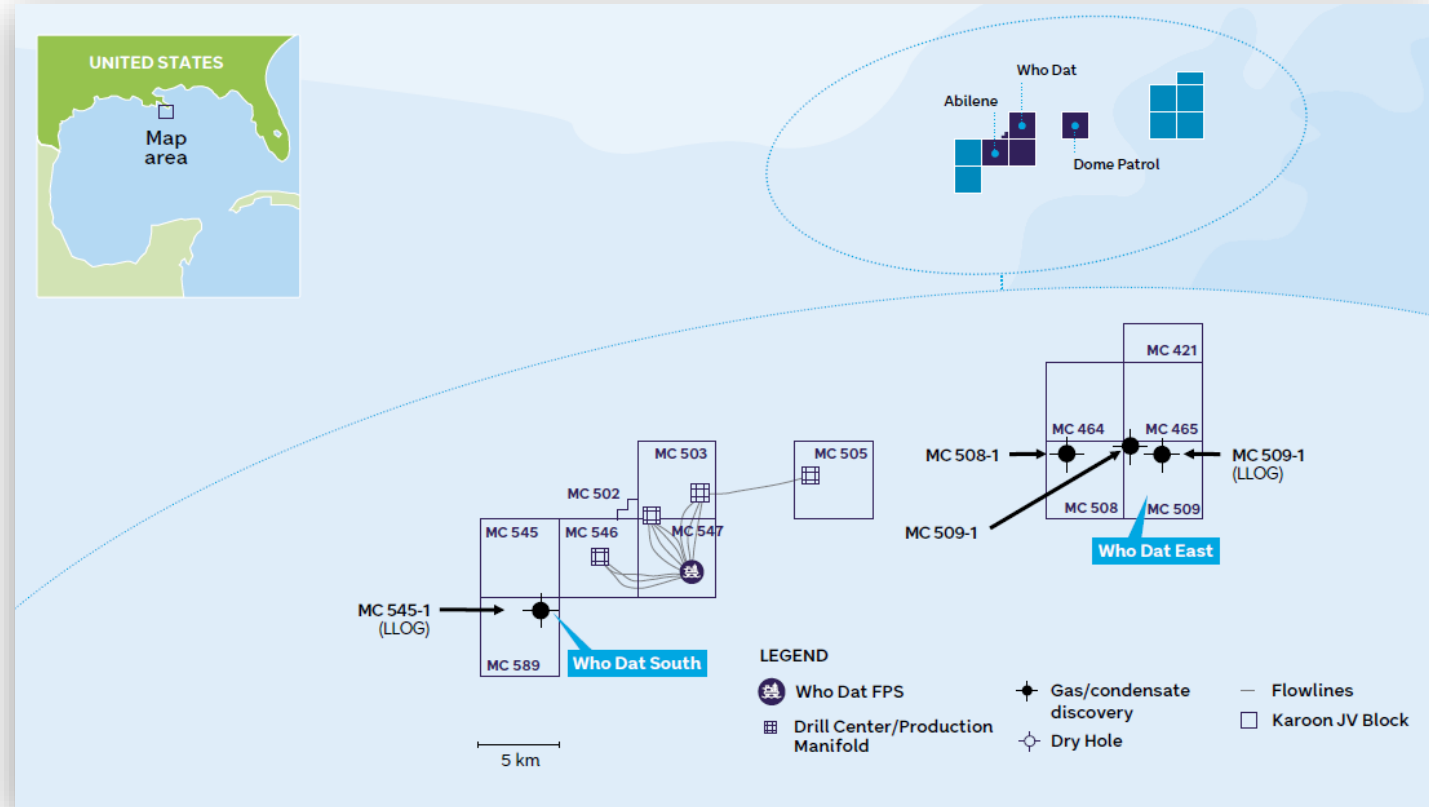 UNITED STATES
Map
area
Who Dat
Abilene
Dome Patrol
MC 421
MC 464
MC 465
MC 508-1
MC 509-1
(LLOG)
MC 508
MC 509
MC 509-1
Who Dat East
MC 503
MC 505
MC 502
MC 545
MC 546
MC 547
MC 545-1
(LLOG)
MC 589
Who Dat South
LEGEND
Who Dat FPS
Drill Center/Production
Manifold
Gas/condensate
discovery
Dry Hole
Flowlines
Karoon JV Block
5 km